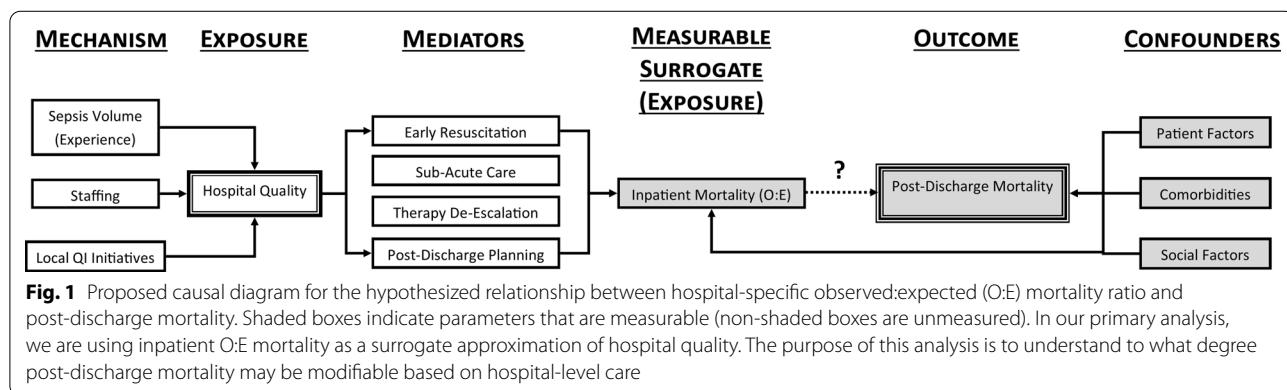 MECHANISM
EXPOSURE
MEDIATORS
MEASURABLE
SURROGATE
(EXPOSURE)
OUTCOME
CONFOUNDERS
Sepsis Volume
(Experience)
Staffing
Local QI Initiatives
Hospital Quality
Early Resuscitation
Sub-Acute Care
Therapy De-Escalation
Post-Discharge Planning
Inpatient Mortality (O:E)
?
Post-Discharge Mortality
Patient Factors
Comorbidities
Social Factors
Fig. 1 Proposed causal diagram for the hypothesized relationship between hospital-specific observed:expected (O:E) mortality ratio and
post-discharge mortality. Shaded boxes indicate parameters that are measurable (non-shaded boxes are unmeasured). In our primary analysis,
we are using inpatient O:E mortality as a surrogate approximation of hospital quality. The purpose of this analysis is to understand to what degree
post-discharge mortality may be modifiable based on hospital-level care